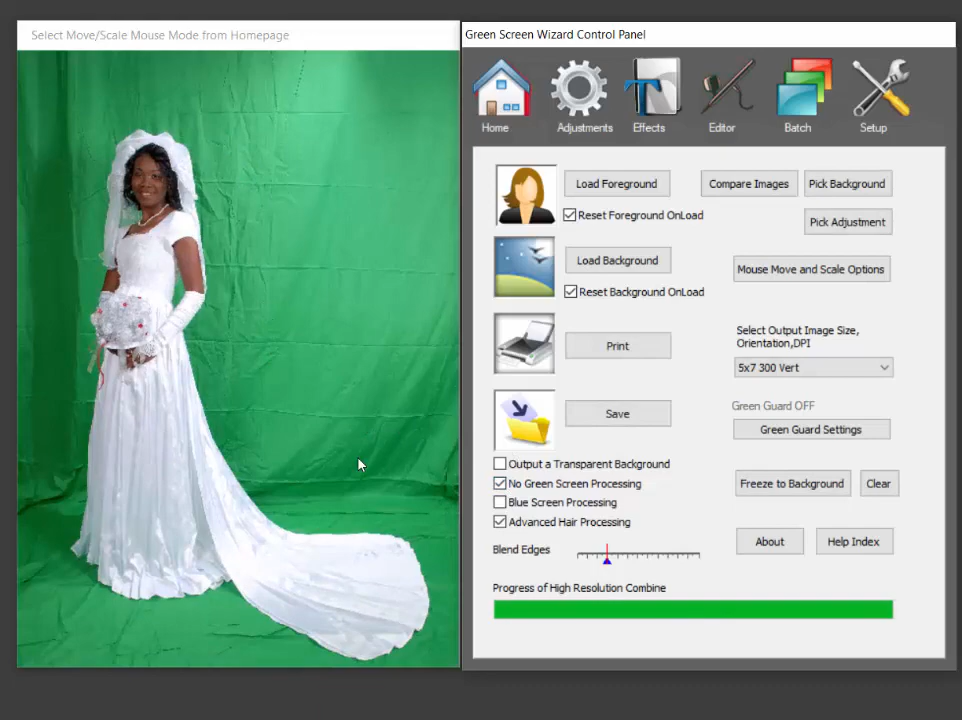 Select Move/Scale Mouse Mode from Homepage
Green Screen Wizard Control Panel
Home Adjustments Effects Editor Batch Setup
Load Foreground Compare Images Pick Background
Reset Foreground OnLoad
Pick Adjustment
Load Background
Mouse Move and Scale Options
Reset Background OnLoad
Select Output Image Size,
Orientation,DPI
Print
5x7 300 Vert
Green Guard OFF
Save
Green Guard Settings
Output a Transparent Background
No Green Screen Processing
Freeze to Background Clear
Blue Screen Processing
Advanced Hair Processing
Blend Edges
About Help Index
Progress of High Resolution Combine